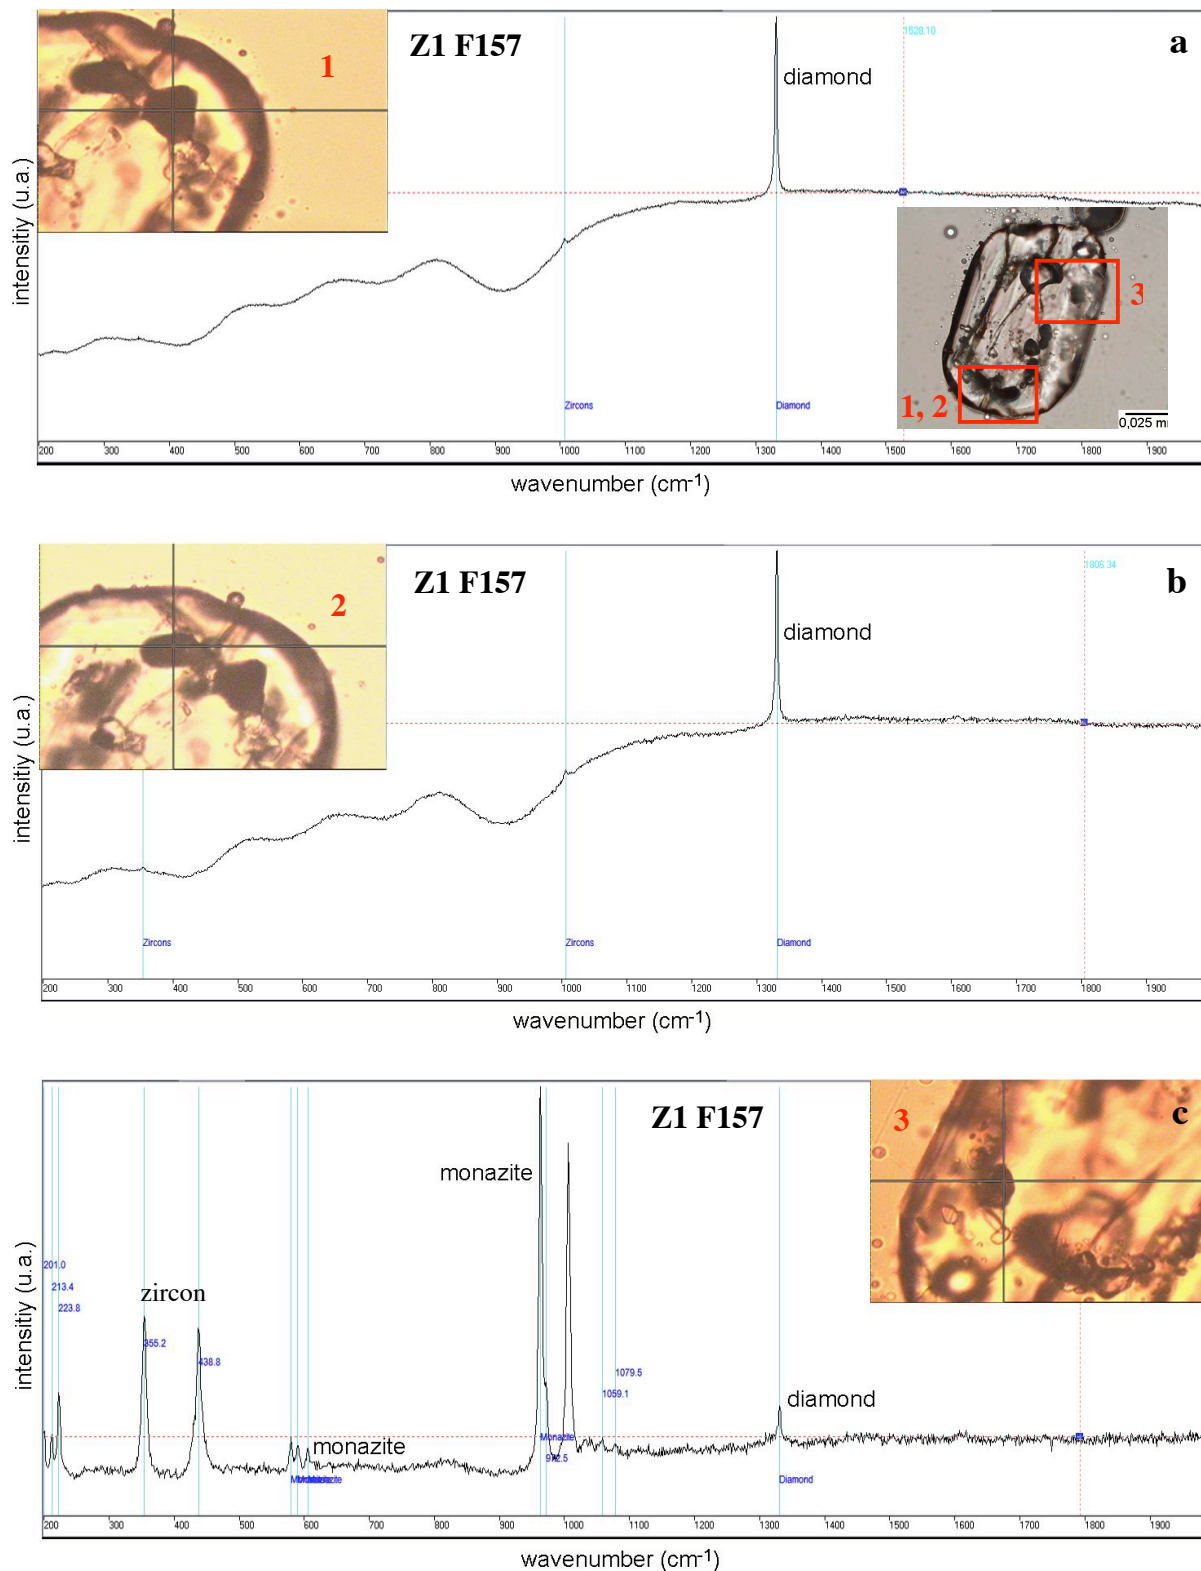 Z1 F157
a
1
1528.10
diamond
3
1, 2
0,025 m
Zircons
Diamond
intensitiy (u.a.)
200 300 400 500 600 700 800 900 1000 1100 1200 1300 1400 1500 1600 1700 1800 1900
wavenumber (cm-1)
Z1 F157
b
2
1806.34
diamond
Zircons
Zircons
Diamond
intensitiy (u.a.)
200 300 400 500 600 700 800 900 1000 1100 1200 1300 1400 1500 1600 1700 1800 1900
wavenumber (cm-1)
Z1 F157
c
3
monazite
201.0
213.4
223.8
zircon
355.2
438.8
1079.5
1059.1
diamond
monazite
Monazite
972.5
Monazite
Diamond
intensitiy (u.a.)
200 300 400 500 600 700 800 900 1000 1100 1200 1300 1400 1500 1600 1700 1800 1900
wavenumber (cm-1)